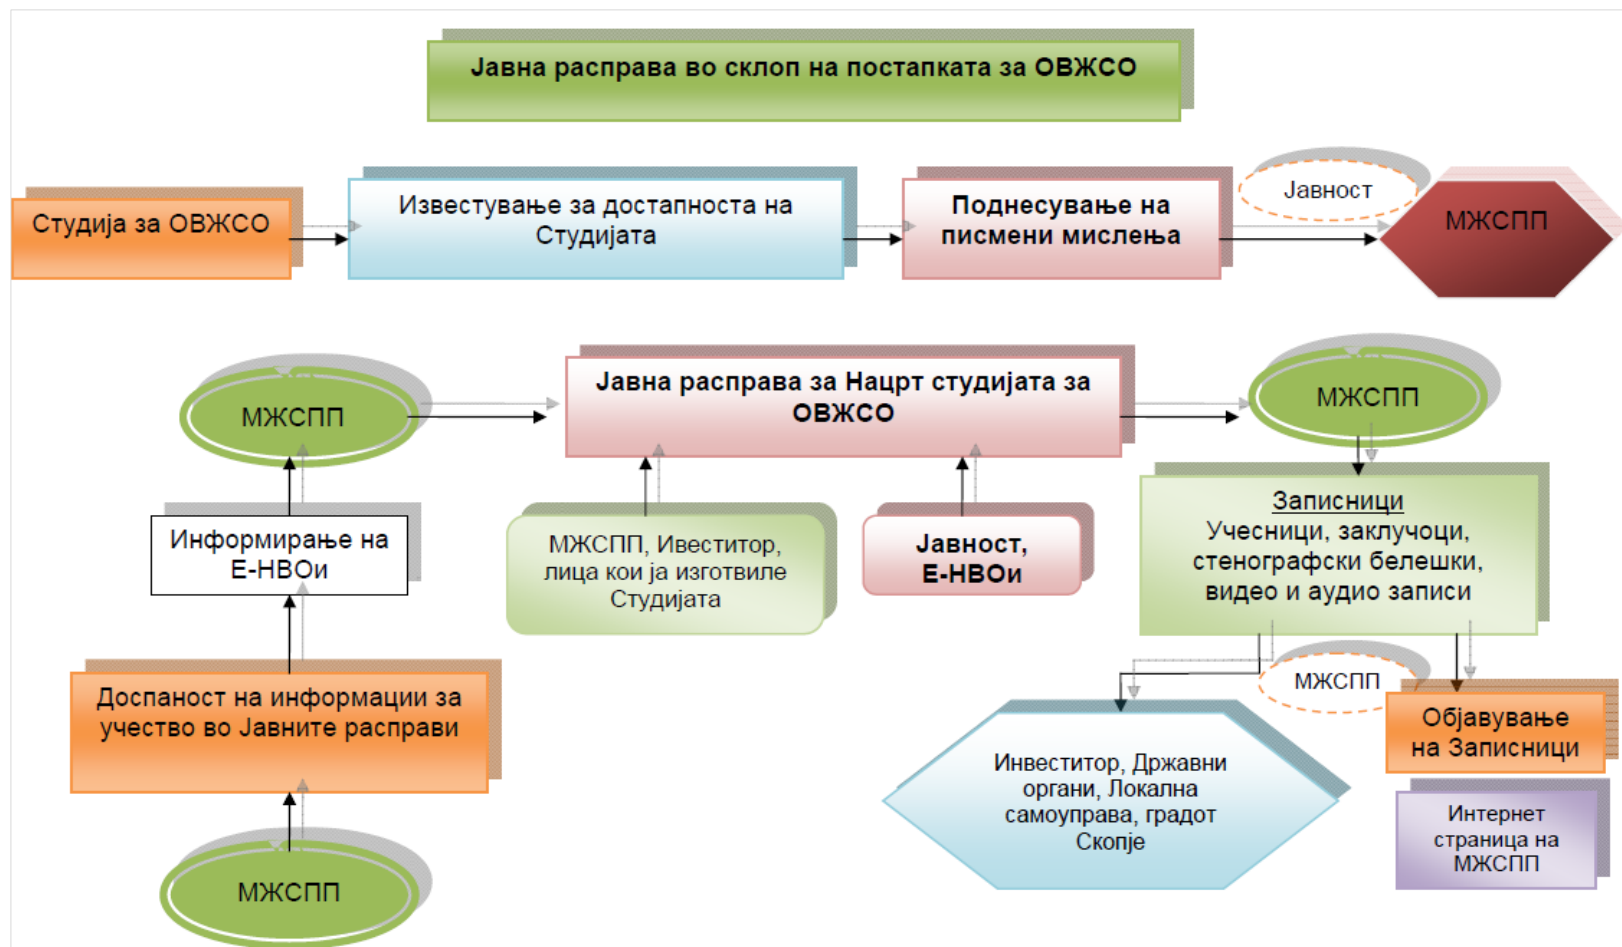 Јавна расправа во склоп на постапката за ОВЖСО
Студија за ОВЖСО
Известување за достапноста на
Студијата
Поднесување на
писмени мислења
Јавност
МЖСПП
МЖСПП
Јавна расправа за Нацрт студијата за
ОВЖСО
МЖСПП
Информирање на
Е-НВОи
МЖСПП, Ивеститор,
лица кои ја изготвиле
Студијата
Јавност,
Е-НВОи
Записници
Учесници, заклучоци,
стенографски белешки,
видео и аудио записи
Доспаност на информации за
учество во Јавните расправи
МЖСПП
Објавување
на Записници
Инвеститор, Државни
органи, Локална
самоуправа, градот
Скопје
Интернет
страница на
МЖСПП
МЖСПП